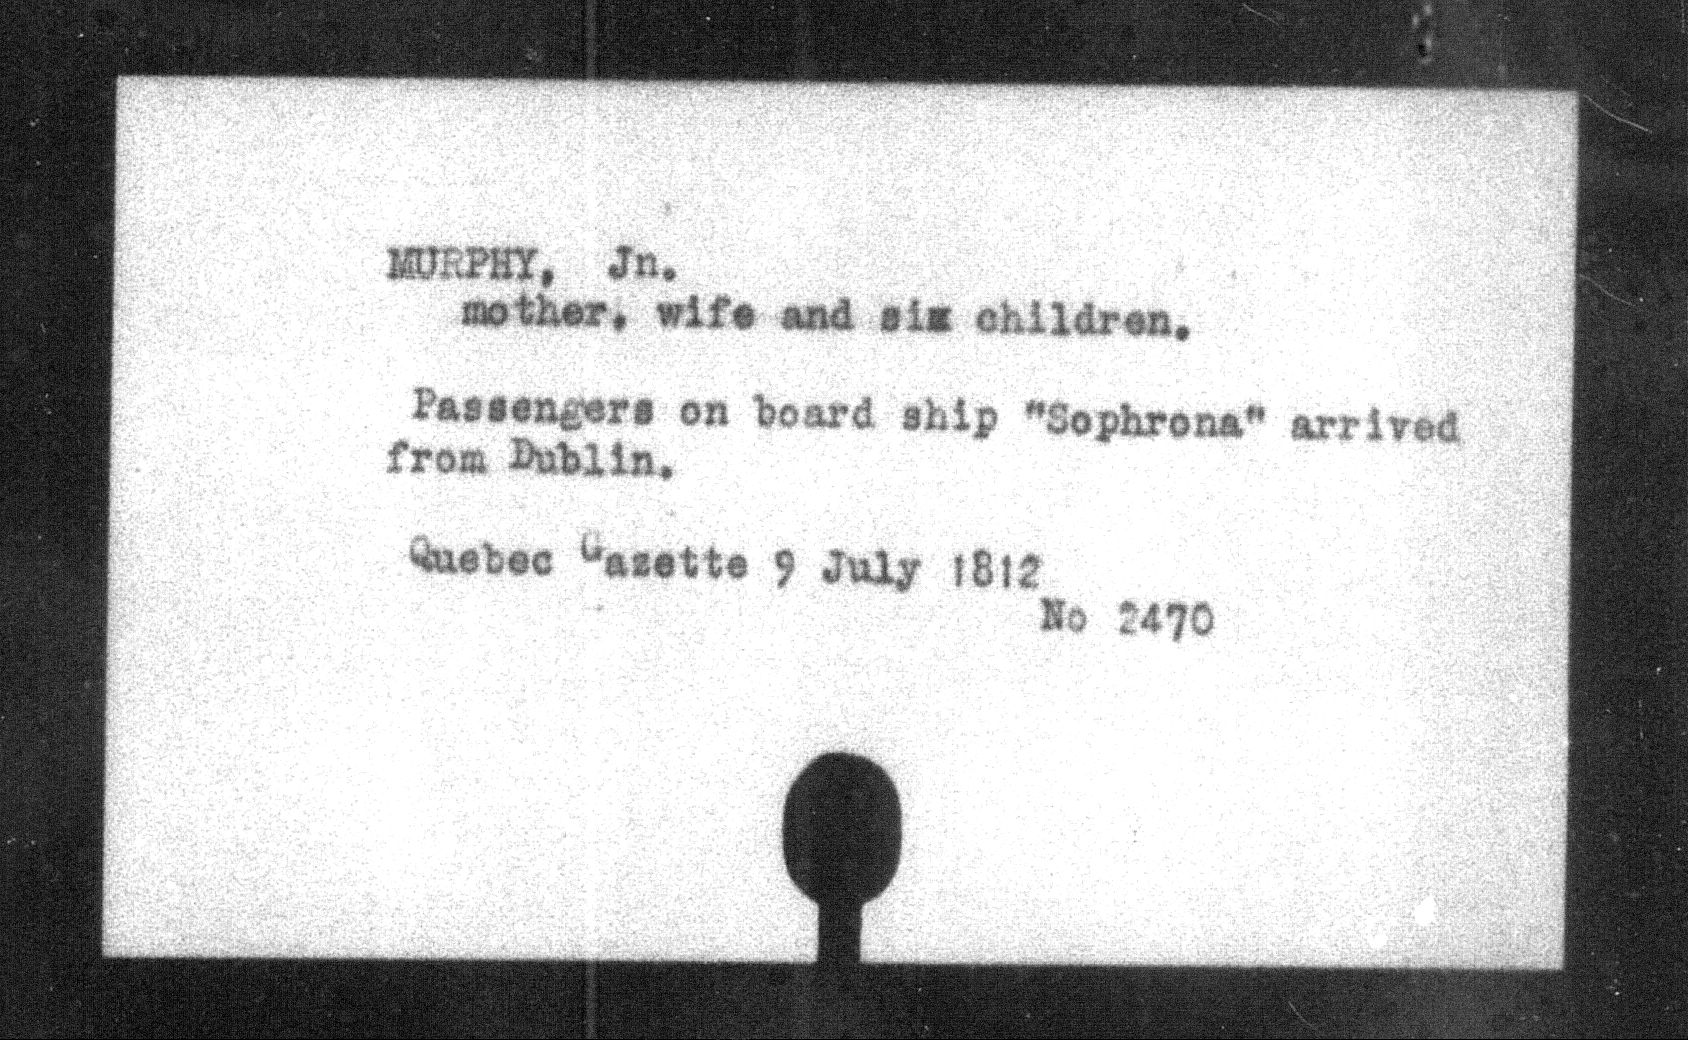 MURPHY, Jn.
mother, wife and six children.
Passengers on board ship "Sophrona" arrived
from Dublin.
Quebec Gazette 9 July 1812
No 2470